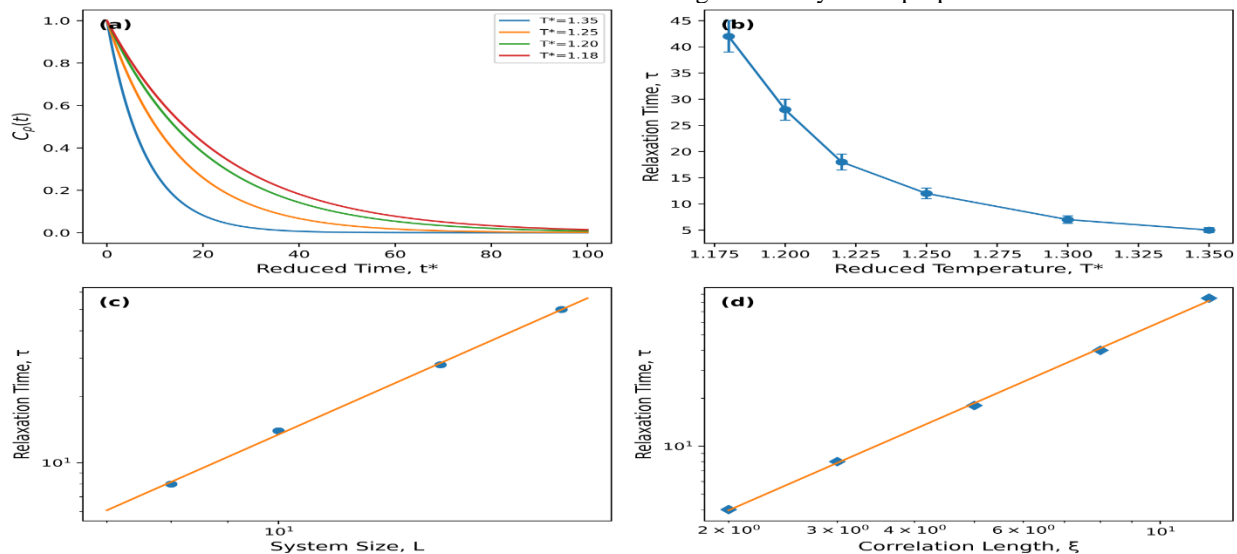 (a)
T*=1.35
T*=1.25
T*=1.20
T*=1.18
1.0
0.8
0.6
0.4
0.2
0.0
Cρ(t)
0 20 40 60 80 100
Reduced Time, t*
(b)
45
40
35
30
25
20
15
10
5
Relaxation Time, τ
1.175 1.200 1.225 1.250 1.275 1.300 1.325 1.350
Reduced Temperature, T*
(c)
Relaxation Time, τ
10¹
10¹
System Size, L
(d)
Relaxation Time, τ
10¹
2 × 10⁰ 3 × 10⁰ 4 × 10⁰ 6 × 10⁰ 10¹
Correlation Length, ξ